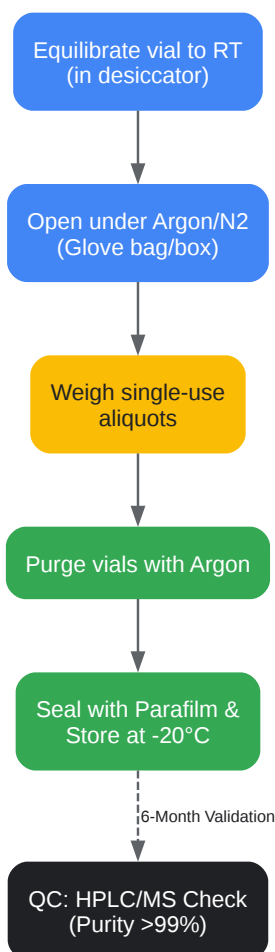 Equilibrate vial to RT
(in desiccator)
Open under Argon/N2
(Glove bag/box)
Weigh single-use
aliquots
Purge vials with Argon
Seal with Parafilm &
Store at -20°C
6-Month Validation
QC: HPLC/MS Check
(Purity >99%)